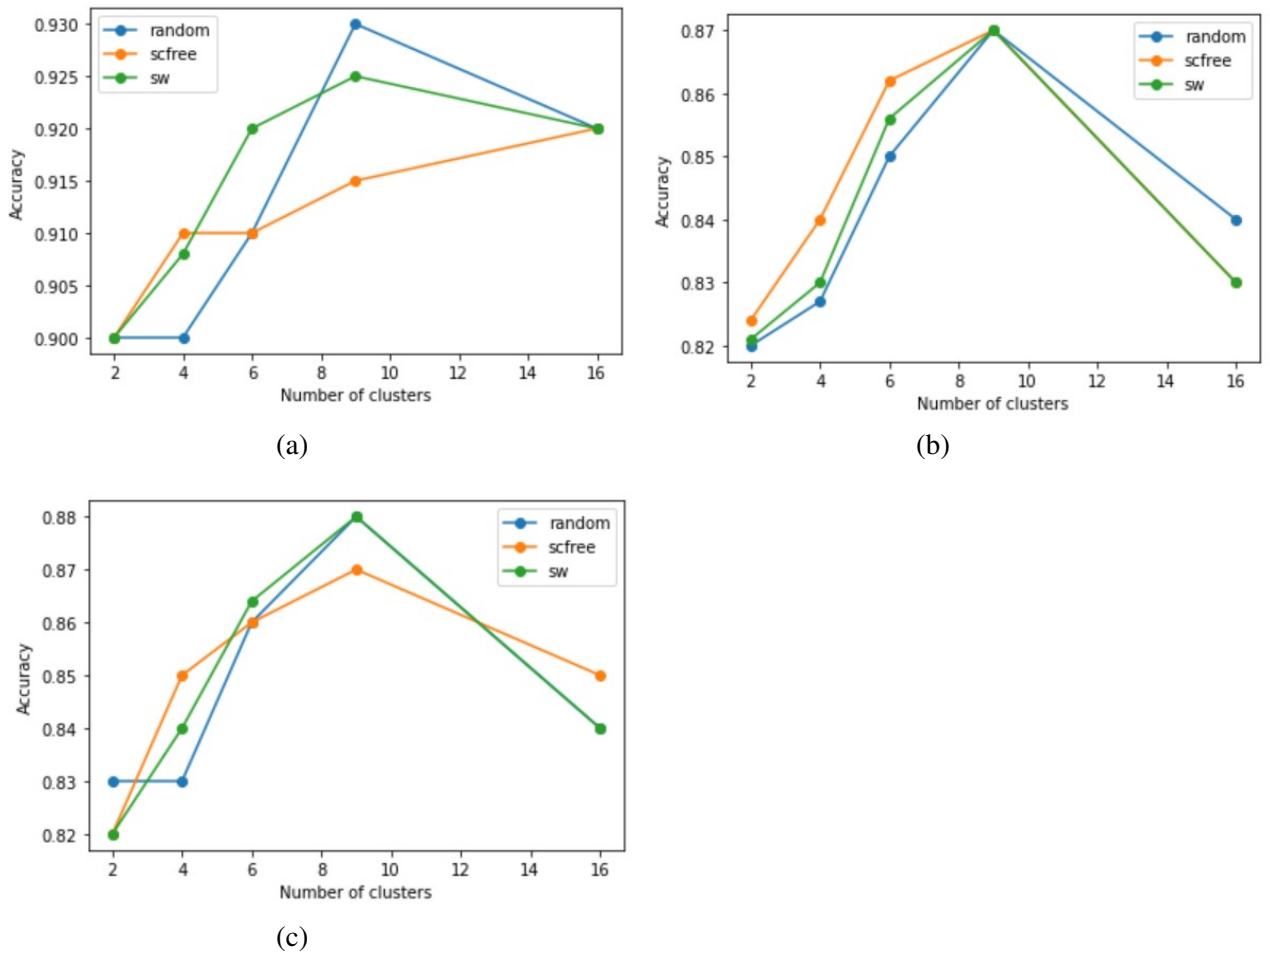 0.930
0.925
0.920
0.915
0.910
0.905
0.900
Accuracy
random
scfree
sw
2 4 6 8 10 12 14 16
Number of clusters
(a)
0.87
0.86
0.85
0.84
0.83
0.82
Accuracy
random
scfree
sw
2 4 6 8 10 12 14 16
Number of clusters
(b)
0.88
0.87
0.86
0.85
0.84
0.83
0.82
Accuracy
random
scfree
sw
2 4 6 8 10 12 14 16
Number of clusters
(c)